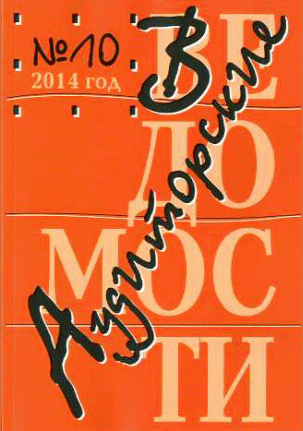 №10
2014 год
Аудиторские
ВЕ
ДО
МОС
ТИ